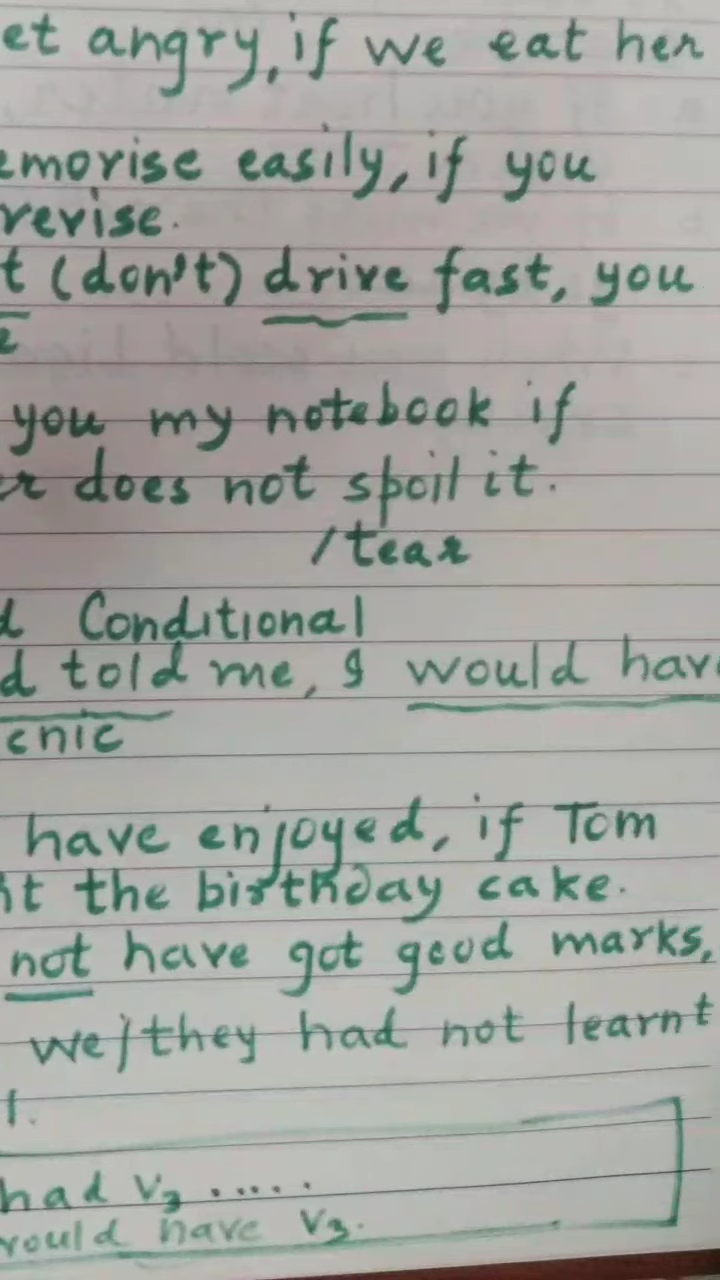 et angry, if we eat her
emorise easily, if you
revise.
t (don't) drive fast, you
e
you my notebook if
er does not spoil it.
/tear
d Conditional
d told me, I would have
cnic
have enjoyed, if Tom
ht the birthday cake.
not have got good marks,
we/they had not learnt
l.
had V3 .....
would have V3.